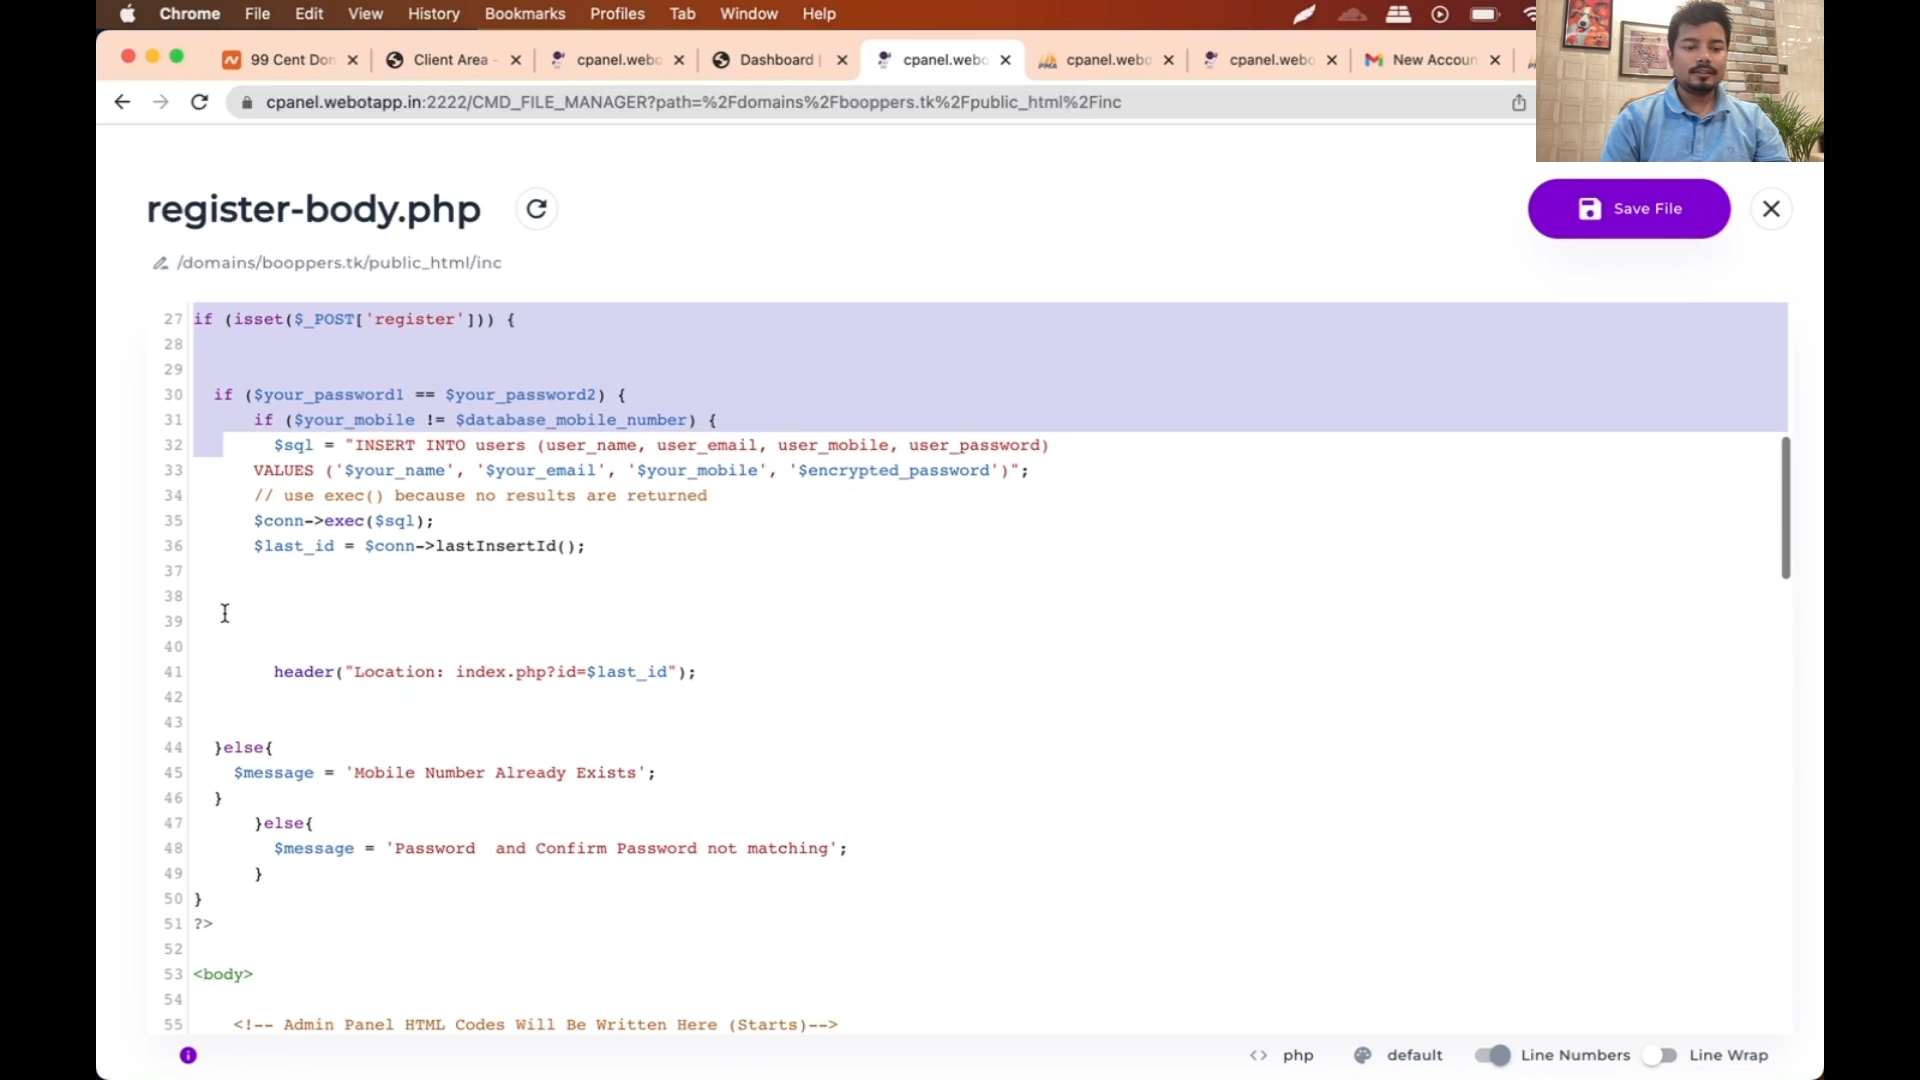 Chrome File Edit View History Bookmarks Profiles Tab Window Help
99 Cent Don Client Area - cpanel.webo Dashboard | cpanel.webo cpanel.webo cpanel.webo New Accoun
cpanel.webotapp.in:2222/CMD_FILE_MANAGER?path=%2Fdomains%2Fbooppers.tk%2Fpublic_html%2Finc
register-body.php
Save File
/domains/booppers.tk/public_html/inc
27 if (isset($_POST['register'])) {
28
29
30 if ($your_password1 == $your_password2) {
31 if ($your_mobile != $database_mobile_number) {
32 $sql = "INSERT INTO users (user_name, user_email, user_mobile, user_password)
33 VALUES ('$your_name', '$your_email', '$your_mobile', '$encrypted_password')";
34 // use exec() because no results are returned
35 $conn->exec($sql);
36 $last_id = $conn->lastInsertId();
37
38
39
40
41 header("Location: index.php?id=$last_id");
42
43
44 }else{
45 $message = 'Mobile Number Already Exists';
46 }
47 }else{
48 $message = 'Password  and Confirm Password not matching';
49 }
50 }
51 ?>
52
53 <body>
54
55 <!-- Admin Panel HTML Codes Will Be Written Here (Starts)-->
php default Line Numbers Line Wrap